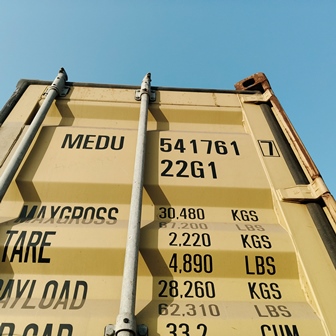 MEDU 541761 7
22G1
MAXGROSS 30,480 KGS
67,200 LBS
TARE 2,220 KGS
4,890 LBS
PAYLOAD 28,260 KGS
62,310 LBS
33.2 CUM